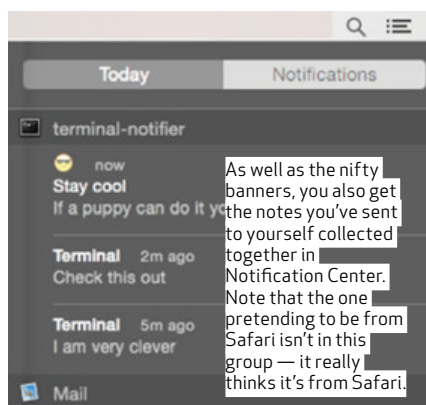 Today Notifications
terminal-notifier
now
Stay cool
If a puppy can do it
Terminal 2m ago
Check this out
Terminal 5m ago
I am very clever
Mail
As well as the nifty
banners, you also get
the notes you've sent
to yourself collected
together in
Notification Center.
Note that the one
pretending to be from
Safari isn't in this
group — it really
thinks it's from Safari.